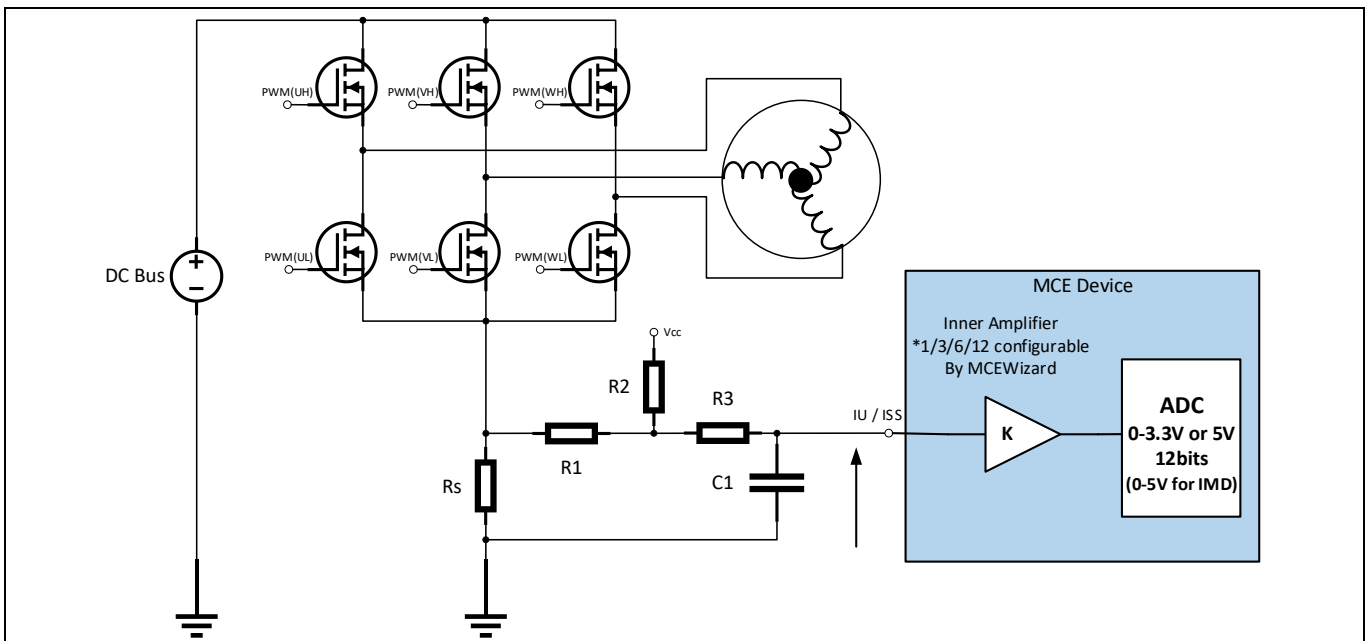 PWM(UH)
PWM(VH)
PWM(WH)
PWM(UL)
PWM(VL)
PWM(WL)
DC Bus
+
−
Vcc
R2
R3
R1
Rs
C1
IU / ISS
MCE Device
Inner Amplifier
*1/3/6/12 configurable
By MCEWizard
K
ADC
0-3.3V or 5V
12bits
(0-5V for IMD)